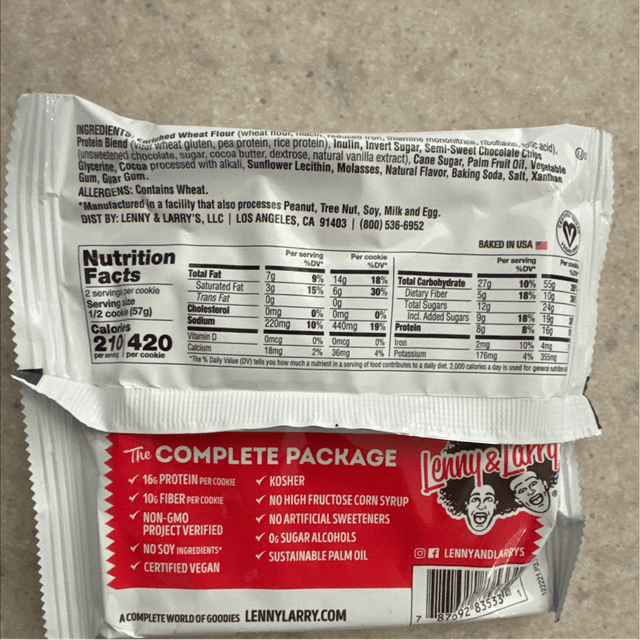 INGREDIENTS: Enriched Wheat Flour (wheat flour, niacin, reduced iron, thiamine mononitrate, riboflavin, folic acid),
Protein Blend (vital wheat gluten, pea protein, rice protein), Inulin, Invert Sugar, Semi-Sweet Chocolate Chips
(unsweetened chocolate, sugar, cocoa butter, dextrose, natural vanilla extract), Cane Sugar, Palm Fruit Oil, Vegetable
Glycerine, Cocoa processed with alkali, Sunflower Lecithin, Molasses, Natural Flavor, Baking Soda, Salt, Xanthan
Gum, Guar Gum.
ALLERGENS: Contains Wheat.
*Manufactured in a facility that also processes Peanut, Tree Nut, Soy, Milk and Egg.
DIST BY: LENNY & LARRY'S, LLC | LOS ANGELES, CA 91403 | (800) 536-6952
BAKED IN USA
Nutrition
Facts
2 servings per cookie
Serving size
1/2 cookie (57g)
Calories
210 420
per serving per cookie
Per serving Per cookie
%DV* %DV*
Total Fat 7g 9% 14g 18%
Saturated Fat 3g 15% 6g 30%
Trans Fat 0g 0g
Cholesterol 0mg 0% 0mg 0%
Sodium 220mg 10% 440mg 19%
Vitamin D 0mcg 0% 0mcg 0%
Calcium 18mg 2% 36mg 4%
Per serving Per cookie
%DV* %DV*
Total Carbohydrate 27g 10% 55g
Dietary Fiber 5g 18% 10g
Total Sugars 12g 24g
Incl. Added Sugars 9g 18% 19g
Protein 8g 8% 16g
Iron 2mg 10% 4mg
Potassium 176mg 4% 355mg
*The % Daily Value (DV) tells you how much a nutrient in a serving of food contributes to a daily diet. 2,000 calories a day is used for general nutrition
The COMPLETE PACKAGE
✓ 16G PROTEIN PER COOKIE
✓ 10G FIBER PER COOKIE
✓ NON-GMO
PROJECT VERIFIED
✓ NO SOY INGREDIENTS*
✓ CERTIFIED VEGAN
✓ KOSHER
✓ NO HIGH FRUCTOSE CORN SYRUP
✓ NO ARTIFICIAL SWEETENERS
✓ 0G SUGAR ALCOHOLS
✓ SUSTAINABLE PALM OIL
Lenny & Larry
LENNYANDLARRYS
A COMPLETE WORLD OF GOODIES LENNYLARRY.COM
7 87692 83533 1